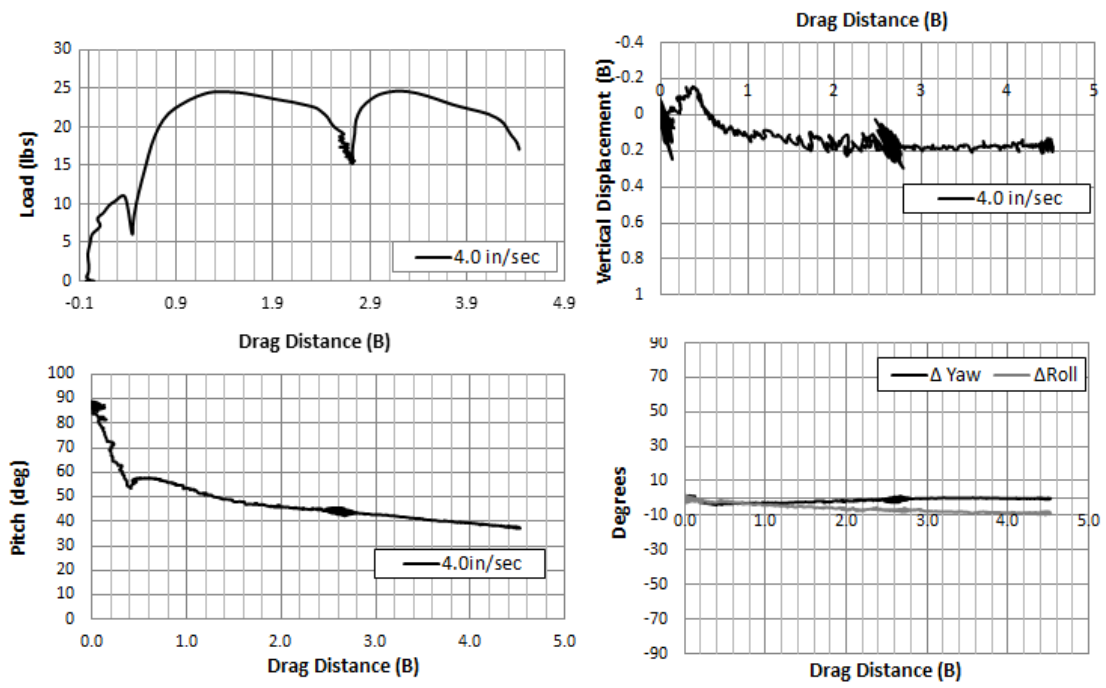 30
25
20
15
10
5
0
Load (lbs)
4.0 in/sec
-0.1 0.9 1.9 2.9 3.9 4.9
Drag Distance (B)
Drag Distance (B)
-0.4
-0.2
0
0.2
0.4
0.6
0.8
1
0 1 2 3 4 5
Vertical Displacement (B)
4.0 in/sec
100
90
80
70
60
50
40
30
20
10
0
Pitch (deg)
4.0in/sec
0.0 1.0 2.0 3.0 4.0 5.0
Drag Distance (B)
90
70
50
30
10
-10
-30
-50
-70
-90
Degrees
Δ Yaw ΔRoll
0.0 1.0 2.0 3.0 4.0 5.0
Drag Distance (B)